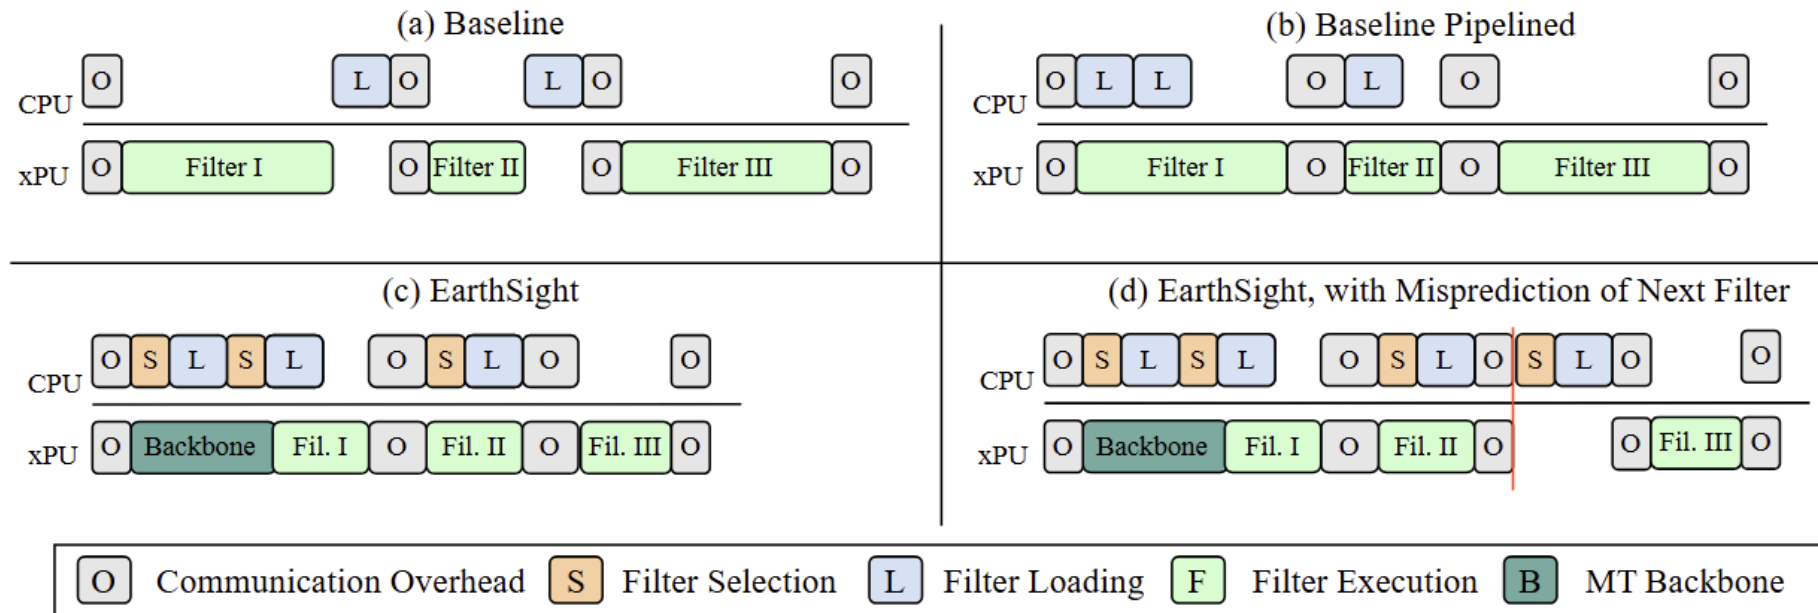 (a) Baseline
O L O L O O
CPU
O Filter I O Filter II O Filter III O
xPU
(b) Baseline Pipelined
O L L O L O O
CPU
O Filter I O Filter II O Filter III O
xPU
(c) EarthSight
O S L S L O S L O O
CPU
O Backbone Fil. I O Fil. II O Fil. III O
xPU
(d) EarthSight, with Misprediction of Next Filter
O S L S L O S L O S L O O
CPU
O Backbone Fil. I O Fil. II O O Fil. III O
xPU
O Communication Overhead S Filter Selection L Filter Loading F Filter Execution B MT Backbone